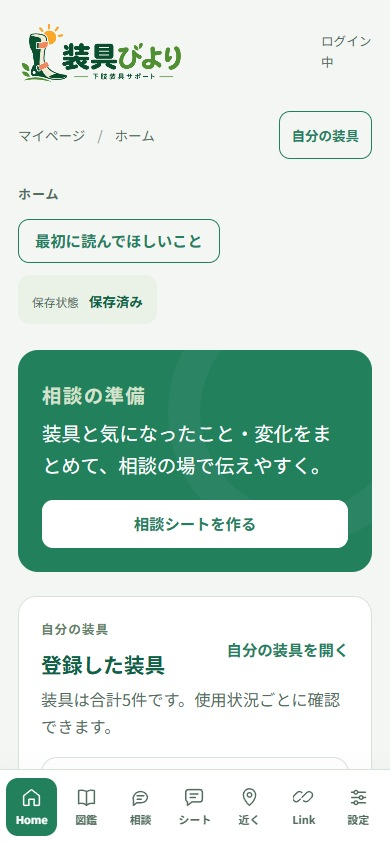 装具びより
下肢装具サポート
ログイン
中
マイページ / ホーム
自分の装具
ホーム
最初に読んでほしいこと
保存状態 保存済み
相談の準備
装具と気になったこと・変化をま
とめて、相談の場で伝えやすく。
相談シートを作る
自分の装具
登録した装具
自分の装具を開く
装具は合計5件です。使用状況ごとに確認
できます。
Home 図鑑 相談 シート 近く Link 設定